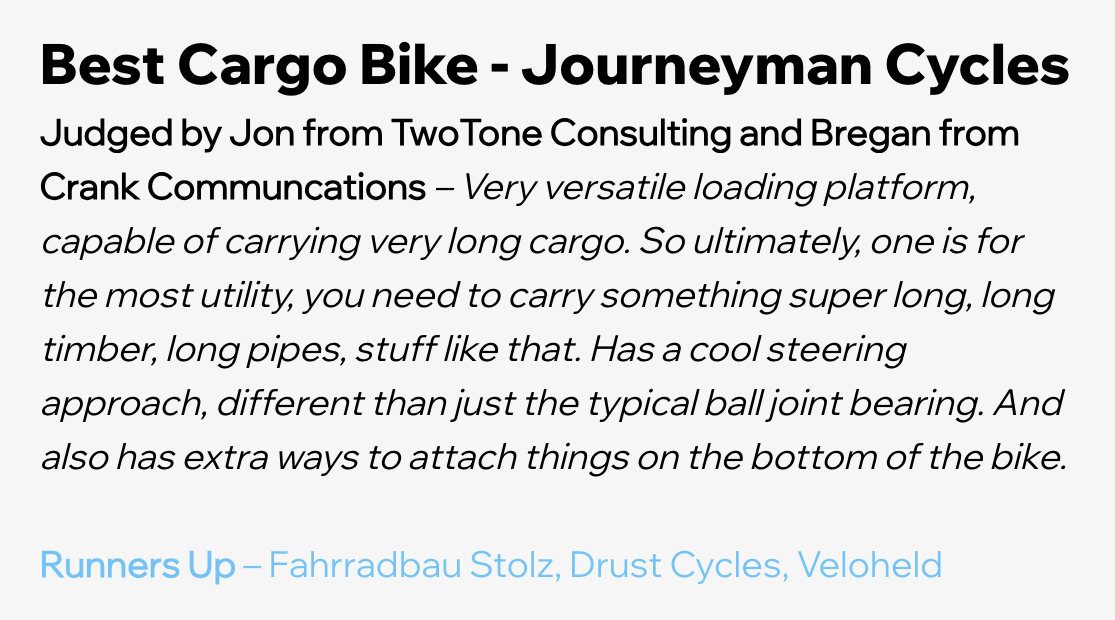 Best Cargo Bike - Journeyman Cycles
Judged by Jon from TwoTone Consulting and Bregan from
Crank Communcations – Very versatile loading platform,
capable of carrying very long cargo. So ultimately, one is for
the most utility, you need to carry something super long, long
timber, long pipes, stuff like that. Has a cool steering
approach, different than just the typical ball joint bearing. And
also has extra ways to attach things on the bottom of the bike.
Runners Up – Fahrradbau Stolz, Drust Cycles, Veloheld